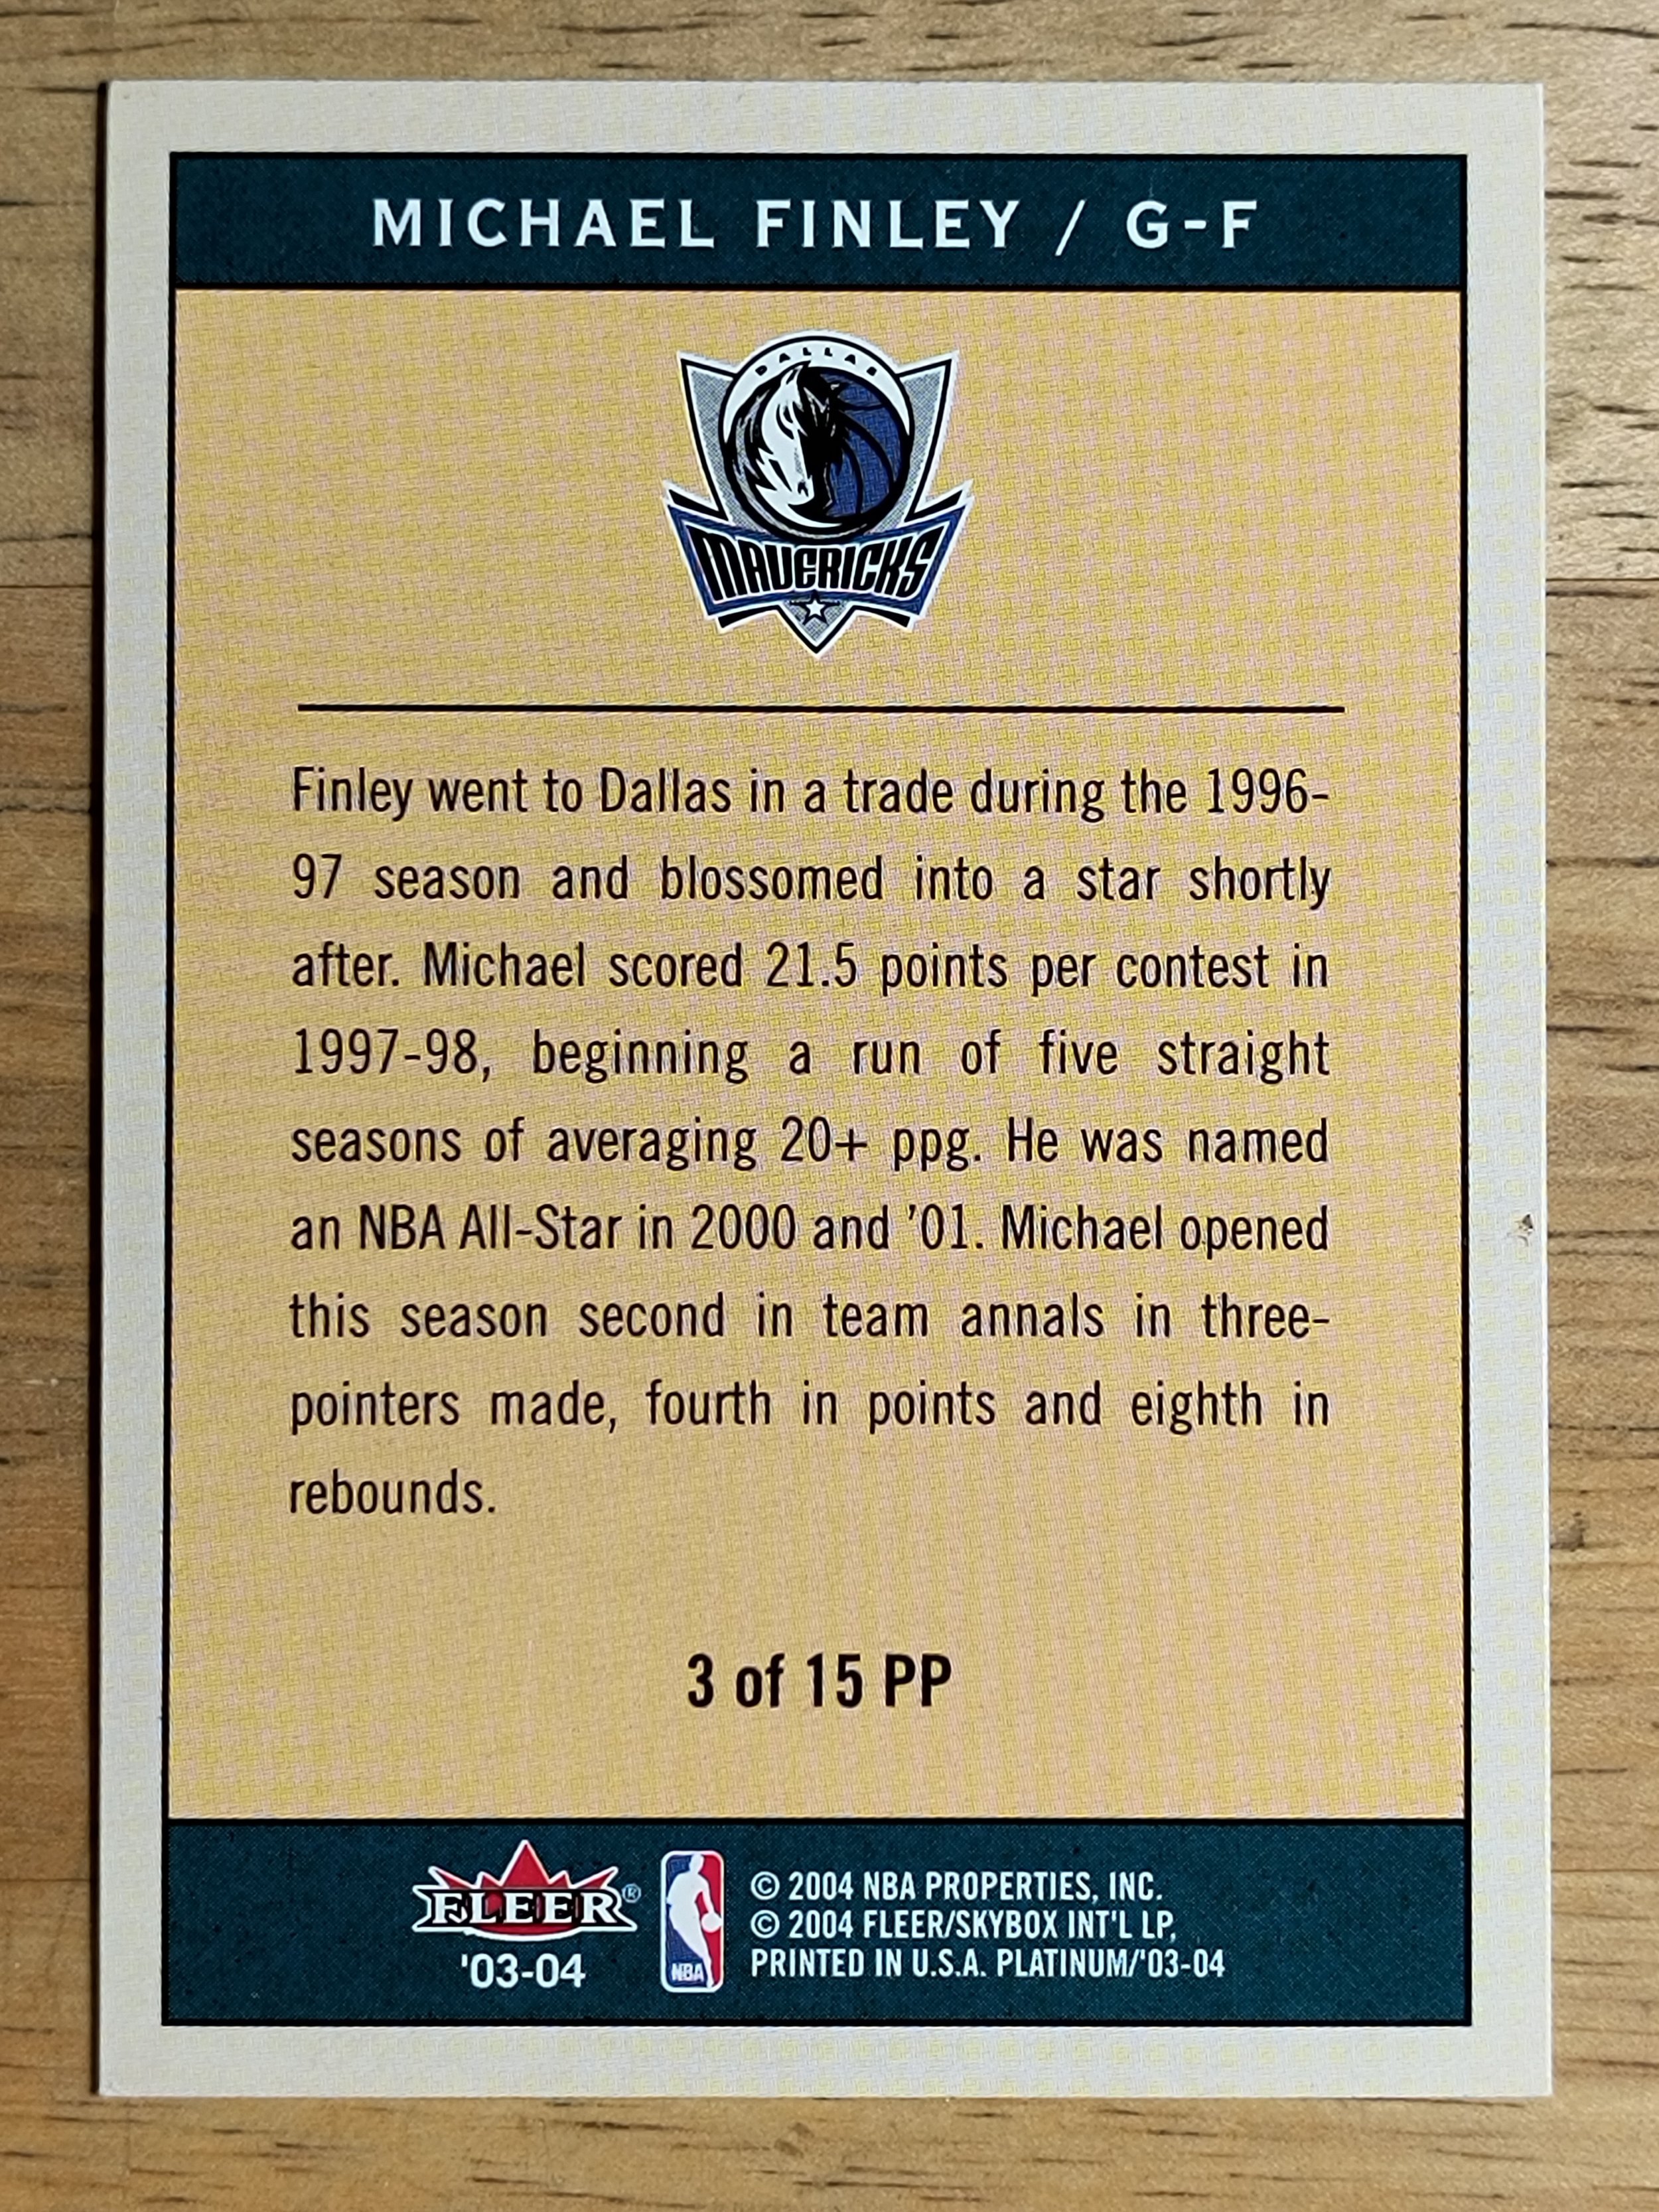 MICHAEL FINLEY / G-F
DALLAS
MAVERICKS
Finley went to Dallas in a trade during the 1996-
97 season and blossomed into a star shortly
after. Michael scored 21.5 points per contest in
1997-98, beginning a run of five straight
seasons of averaging 20+ ppg. He was named
an NBA All-Star in 2000 and '01. Michael opened
this season second in team annals in three-
pointers made, fourth in points and eighth in
rebounds.
3 of 15 PP
FLEER®
'03-04
NBA
© 2004 NBA PROPERTIES, INC.
© 2004 FLEER/SKYBOX INT'L LP,
PRINTED IN U.S.A. PLATINUM/'03-04